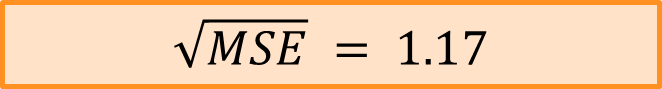 √MSE = 1.17